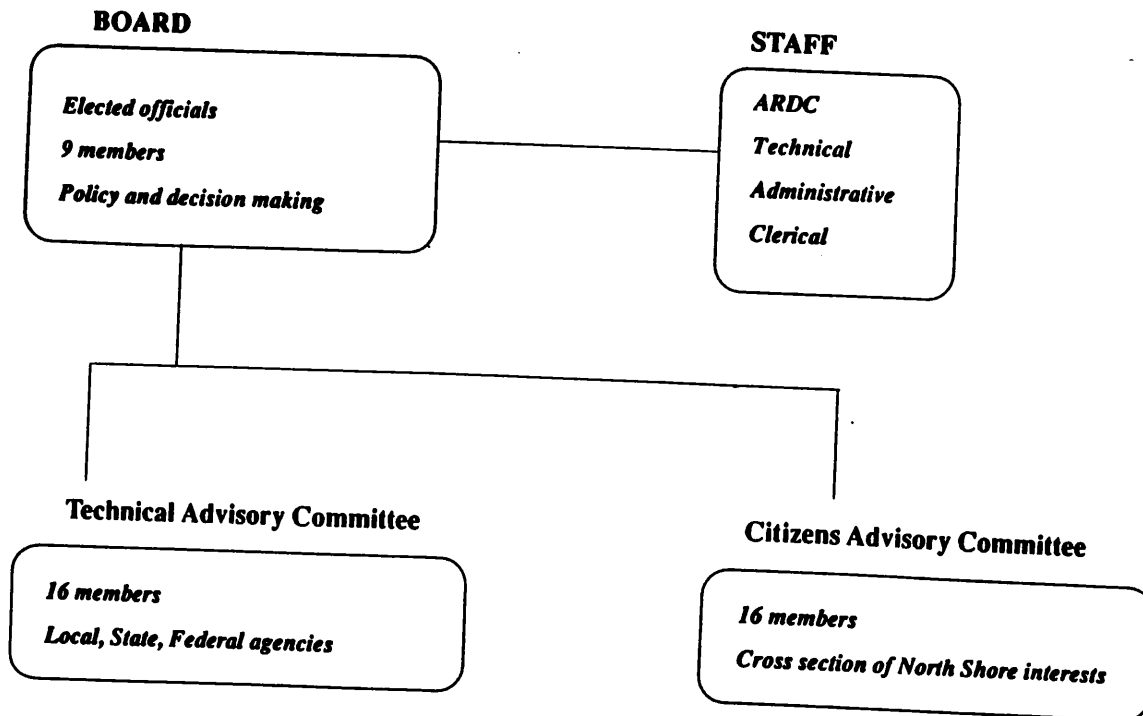 BOARD
Elected officials
9 members
Policy and decision making
STAFF
ARDC
Technical
Administrative
Clerical
Technical Advisory Committee
16 members
Local, State, Federal agencies
Citizens Advisory Committee
16 members
Cross section of North Shore interests